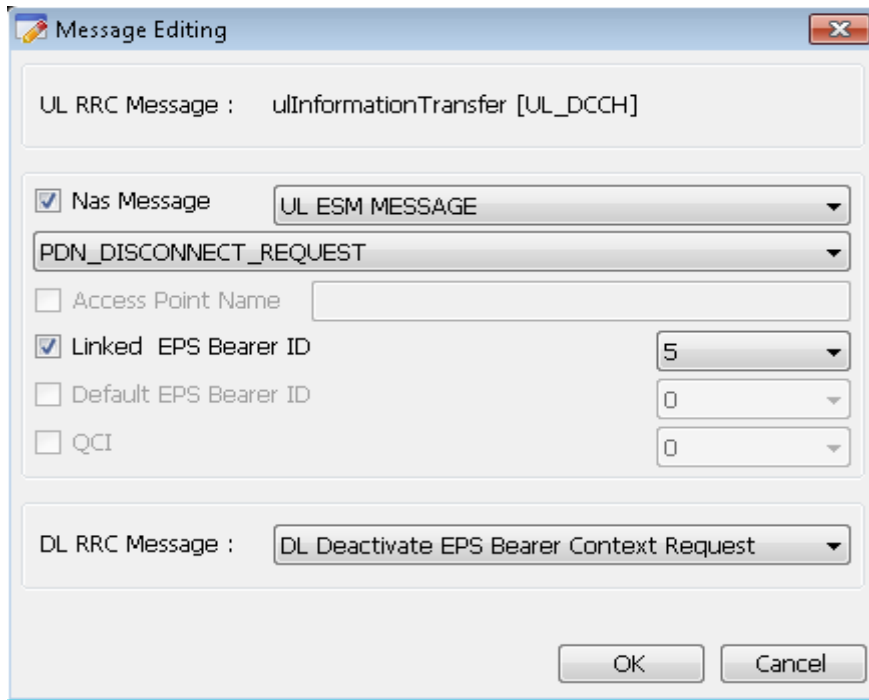 Message Editing
UL RRC Message : ulInformationTransfer [UL_DCCH]
Nas Message UL ESM MESSAGE
PDN_DISCONNECT_REQUEST
Access Point Name
Linked EPS Bearer ID 5
Default EPS Bearer ID 0
QCI 0
DL RRC Message : DL Deactivate EPS Bearer Context Request
OK Cancel